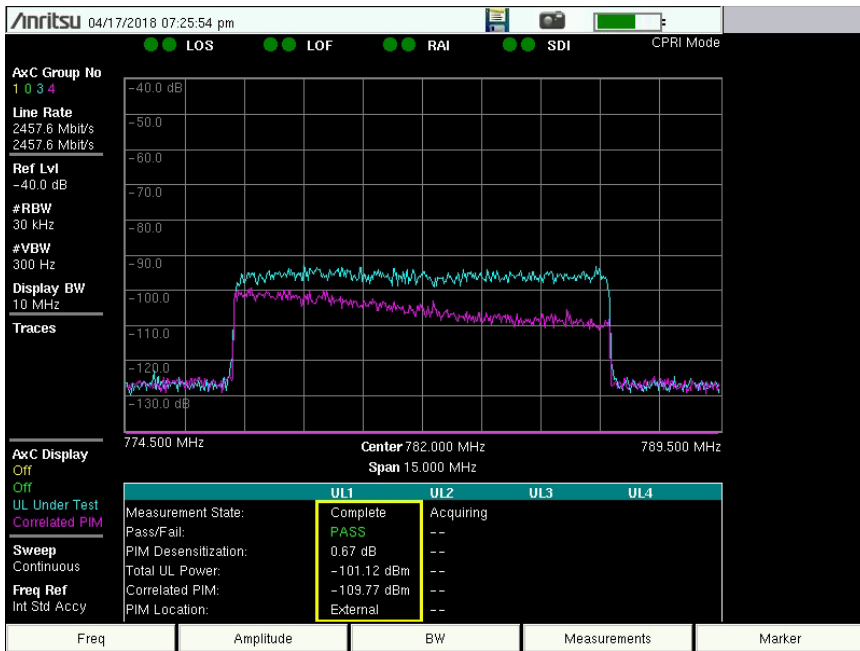 Anritsu 04/17/2018 07:25:54 pm
LOS LOF RAI SDI CPRI Mode
AxC Group No
1 0 3 4
Line Rate
2457.6 Mbit/s
2457.6 Mbit/s
Ref Lvl
-40.0 dB
#RBW
30 kHz
#VBW
300 Hz
Display BW
10 MHz
Traces
-40.0 dB
-50.0
-60.0
-70.0
-80.0
-90.0
-100.0
-110.0
-120.0
-130.0 dB
774.500 MHz Center 782.000 MHz 789.500 MHz
Span 15.000 MHz
AxC Display
Off
Off
UL Under Test
Correlated PIM
Sweep
Continuous
Freq Ref
Int Std Accy
UL1 UL2 UL3 UL4
Measurement State: Complete Acquiring
Pass/Fail: PASS --
PIM Desensitization: 0.67 dB --
Total UL Power: -101.12 dBm --
Correlated PIM: -109.77 dBm --
PIM Location: External --
Freq Amplitude BW Measurements Marker